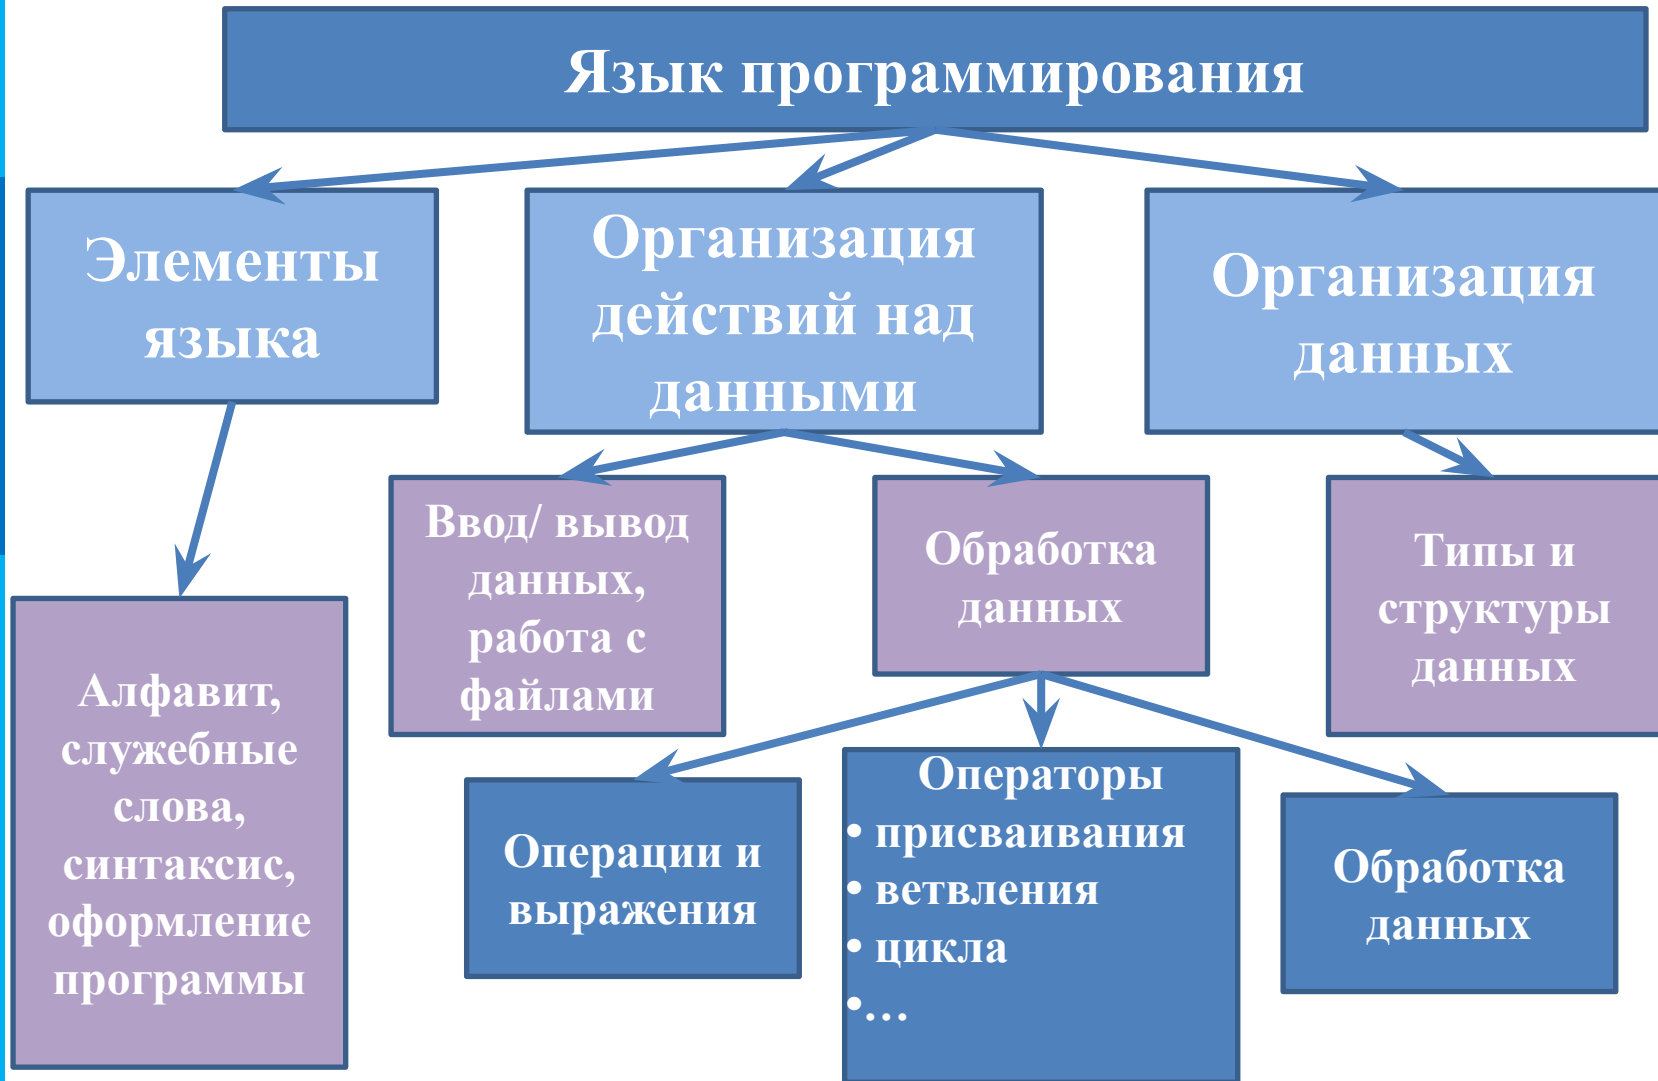 Язык программирования
Элементы
языка
Организация
действий над
данными
Организация
данных
Ввод/ вывод
данных,
работа с
файлами
Обработка
данных
Типы и
структуры
данных
Алфавит,
служебные
слова,
синтаксис,
оформление
программы
Операции и
выражения
Операторы
• присваивания
• ветвления
• цикла
•…
Обработка
данных